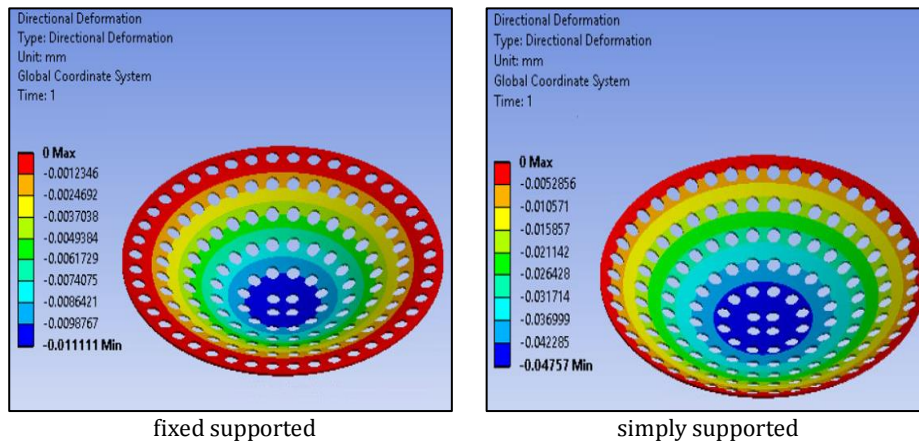 Directional Deformation
Type: Directional Deformation
Unit: mm
Global Coordinate System
Time: 1
0 Max
-0.0012346
-0.0024692
-0.0037038
-0.0049384
-0.0061729
-0.0074075
-0.0086421
-0.0098767
-0.011111 Min
fixed supported
Directional Deformation
Type: Directional Deformation
Unit: mm
Global Coordinate System
Time: 1
0 Max
-0.0052856
-0.010571
-0.015857
-0.021142
-0.026428
-0.031714
-0.036999
-0.042285
-0.04757 Min
simply supported